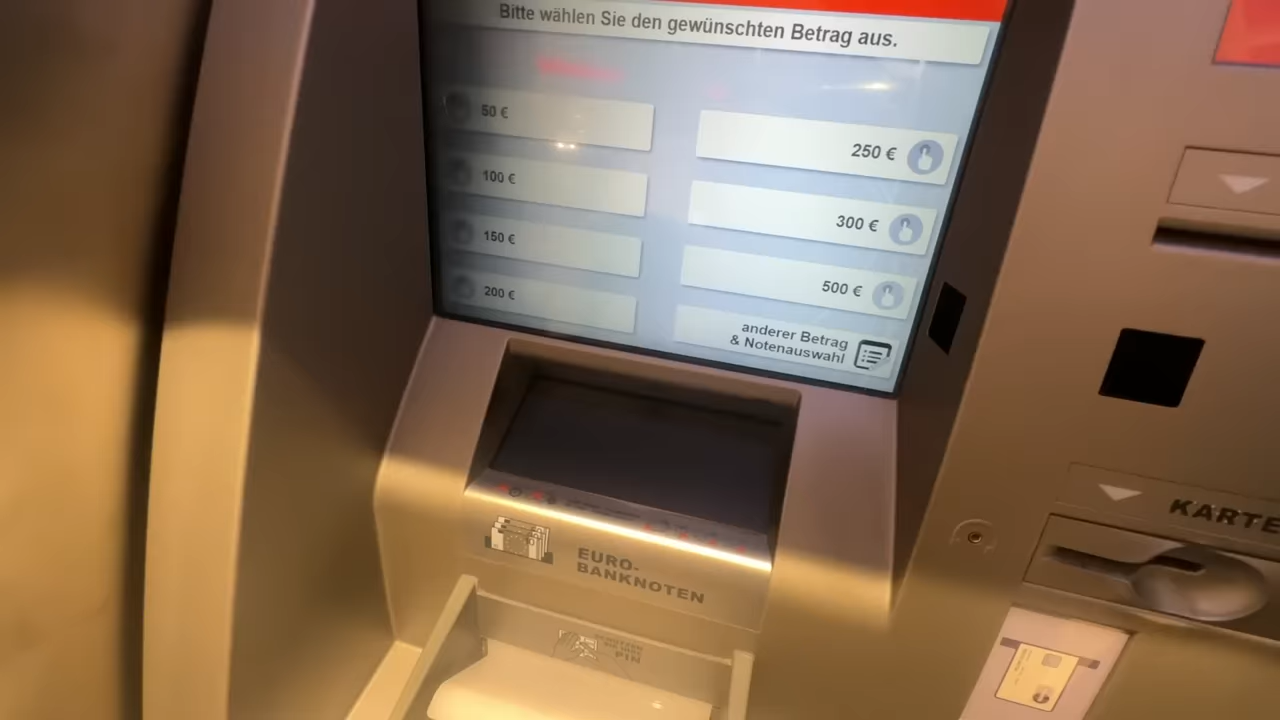 Bitte wählen Sie den gewünschten Betrag aus.
50 €
250 €
100 €
300 €
150 €
500 €
200 €
anderer Betrag
& Notenauswahl
EURO-
BANKNOTEN
KARTE
PIN